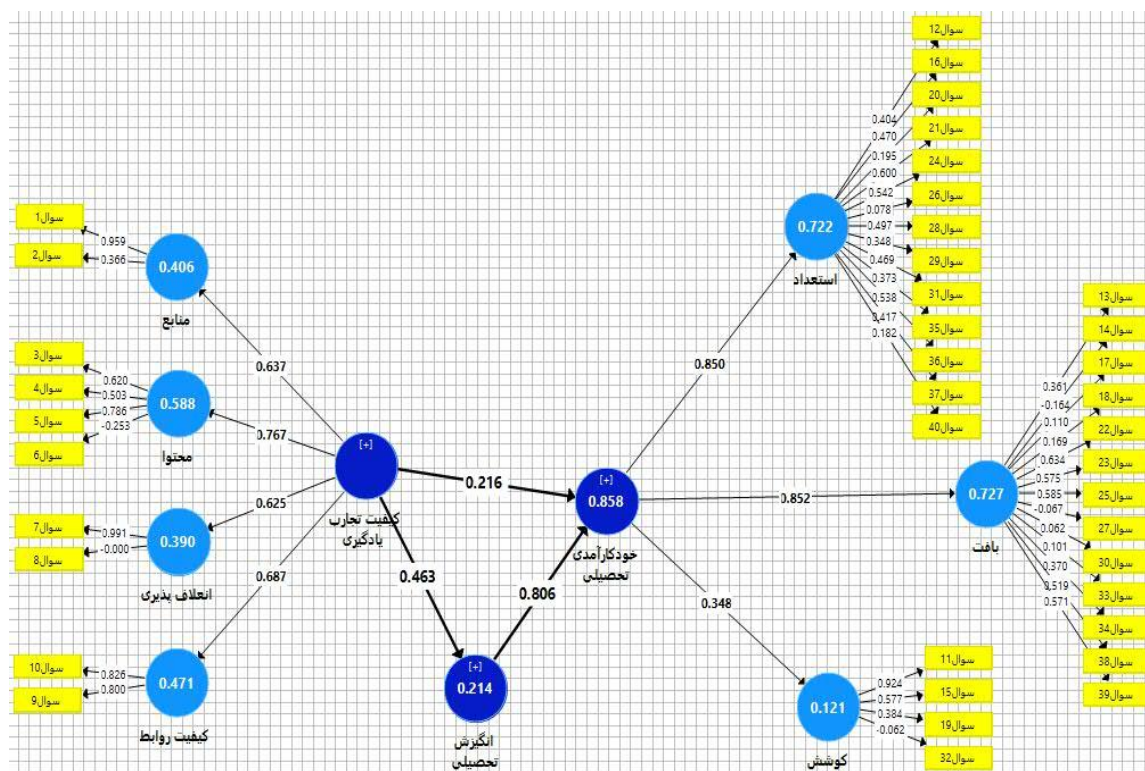 سوال1
سوال2
0.959
0.366
0.406
منابع
سوال3
سوال4
سوال5
سوال6
0.620
0.503
0.786
-0.253
0.588
محتوا
سوال7
سوال8
0.991
-0.000
0.390
انعلاف پذیری
سوال10
سوال9
0.826
0.800
0.471
کیفیت روابط
0.637
0.767
0.625
0.687
[+]
کیفیت تجارب
یادگیری
0.216
0.463
0.806
[+]
0.214
انگیزش
تحصیلی
[+]
0.858
خودکارآمدی
تحصیلی
0.850
0.852
0.348
0.722
استعداد
0.404
0.470
0.195
0.600
0.542
0.078
0.497
0.348
0.469
0.373
0.538
0.417
0.182
سوال12
سوال16
سوال20
سوال21
سوال24
سوال26
سوال28
سوال29
سوال31
سوال35
سوال36
سوال37
سوال40
0.727
بافت
0.361
-0.164
0.110
0.169
0.634
0.575
0.585
-0.067
0.062
0.101
0.370
0.519
0.571
سوال13
سوال14
سوال17
سوال18
سوال22
سوال23
سوال25
سوال27
سوال30
سوال33
سوال34
سوال38
سوال39
0.121
کوشش
0.924
0.577
0.384
-0.062
سوال11
سوال15
سوال19
سوال32